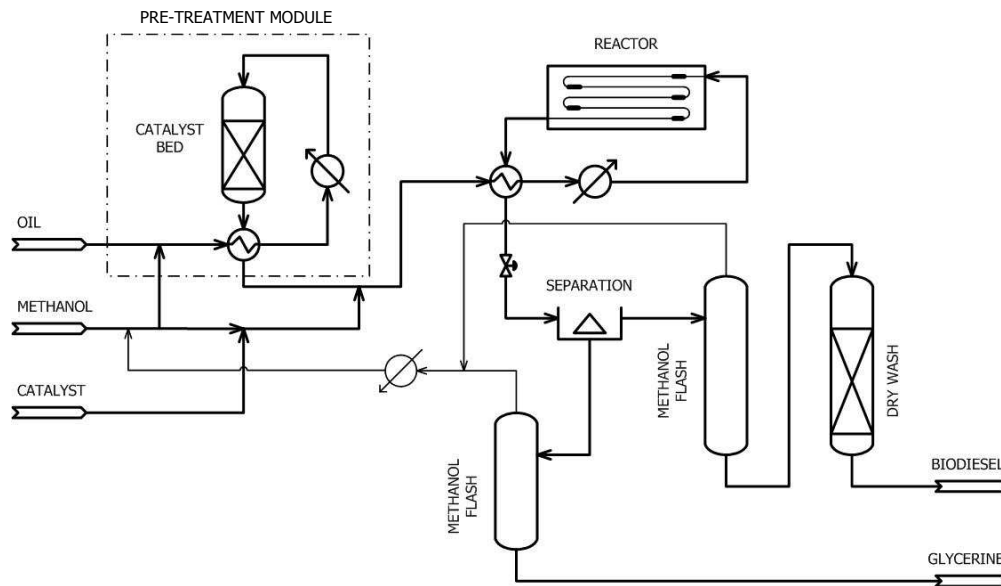 PRE-TREATMENT MODULE
REACTOR
CATALYST
BED
OIL
METHANOL
SEPARATION
CATALYST
METHANOL
FLASH
METHANOL
FLASH
DRY WASH
BIODIESEL
GLYCERINE